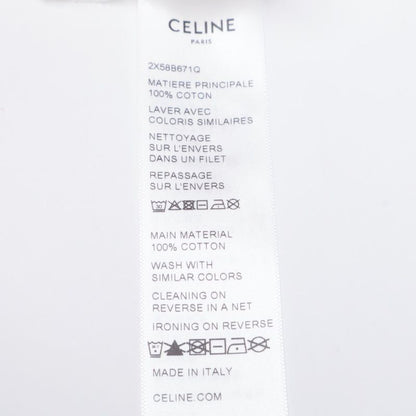 CELINE
PARIS
2X58B671Q
MATIERE PRINCIPALE
100% COTON
LAVER AVEC
COLORIS SIMILAIRES
NETTOYAGE
SUR L'ENVERS
DANS UN FILET
REPASSAGE
SUR L'ENVERS
30
MAIN MATERIAL
100% COTTON
WASH WITH
SIMILAR COLORS
CLEANING ON
REVERSE IN A NET
IRONING ON REVERSE
MADE IN ITALY
CELINE.COM